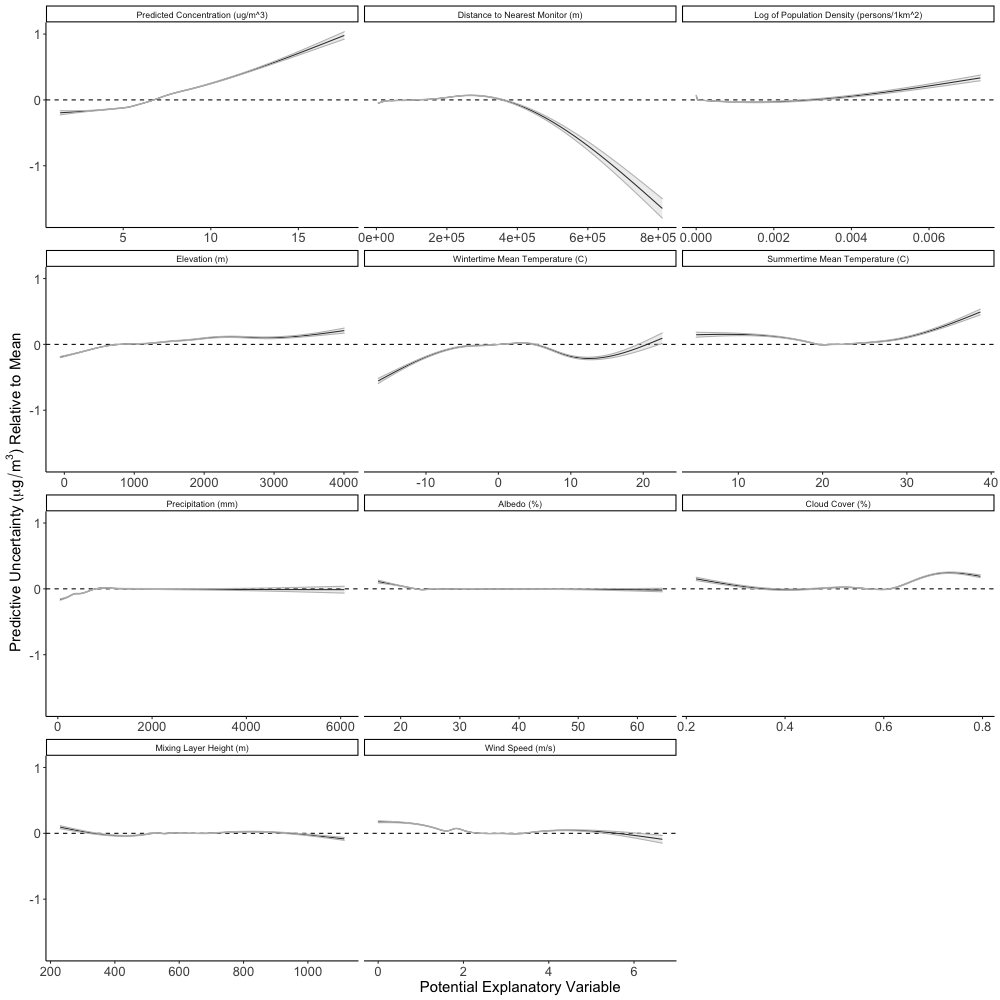 Predicted Concentration (ug/m^3)
Distance to Nearest Monitor (m)
Log of Population Density (persons/1km^2)
1
0
-1
5 10 15
0e+00 2e+05 4e+05 6e+05 8e+05
0.000 0.002 0.004 0.006
Elevation (m)
Wintertime Mean Temperature (C)
Summertime Mean Temperature (C)
1
0
-1
0 1000 2000 3000 4000
-10 0 10 20
10 20 30 40
Precipitation (mm)
Albedo (%)
Cloud Cover (%)
1
0
-1
0 2000 4000 6000
20 30 40 50 60
0.2 0.4 0.6 0.8
Mixing Layer Height (m)
Wind Speed (m/s)
1
0
-1
200 400 600 800 1000
0 2 4 6
Potential Explanatory Variable
Predictive Uncertainty (μg/m³) Relative to Mean